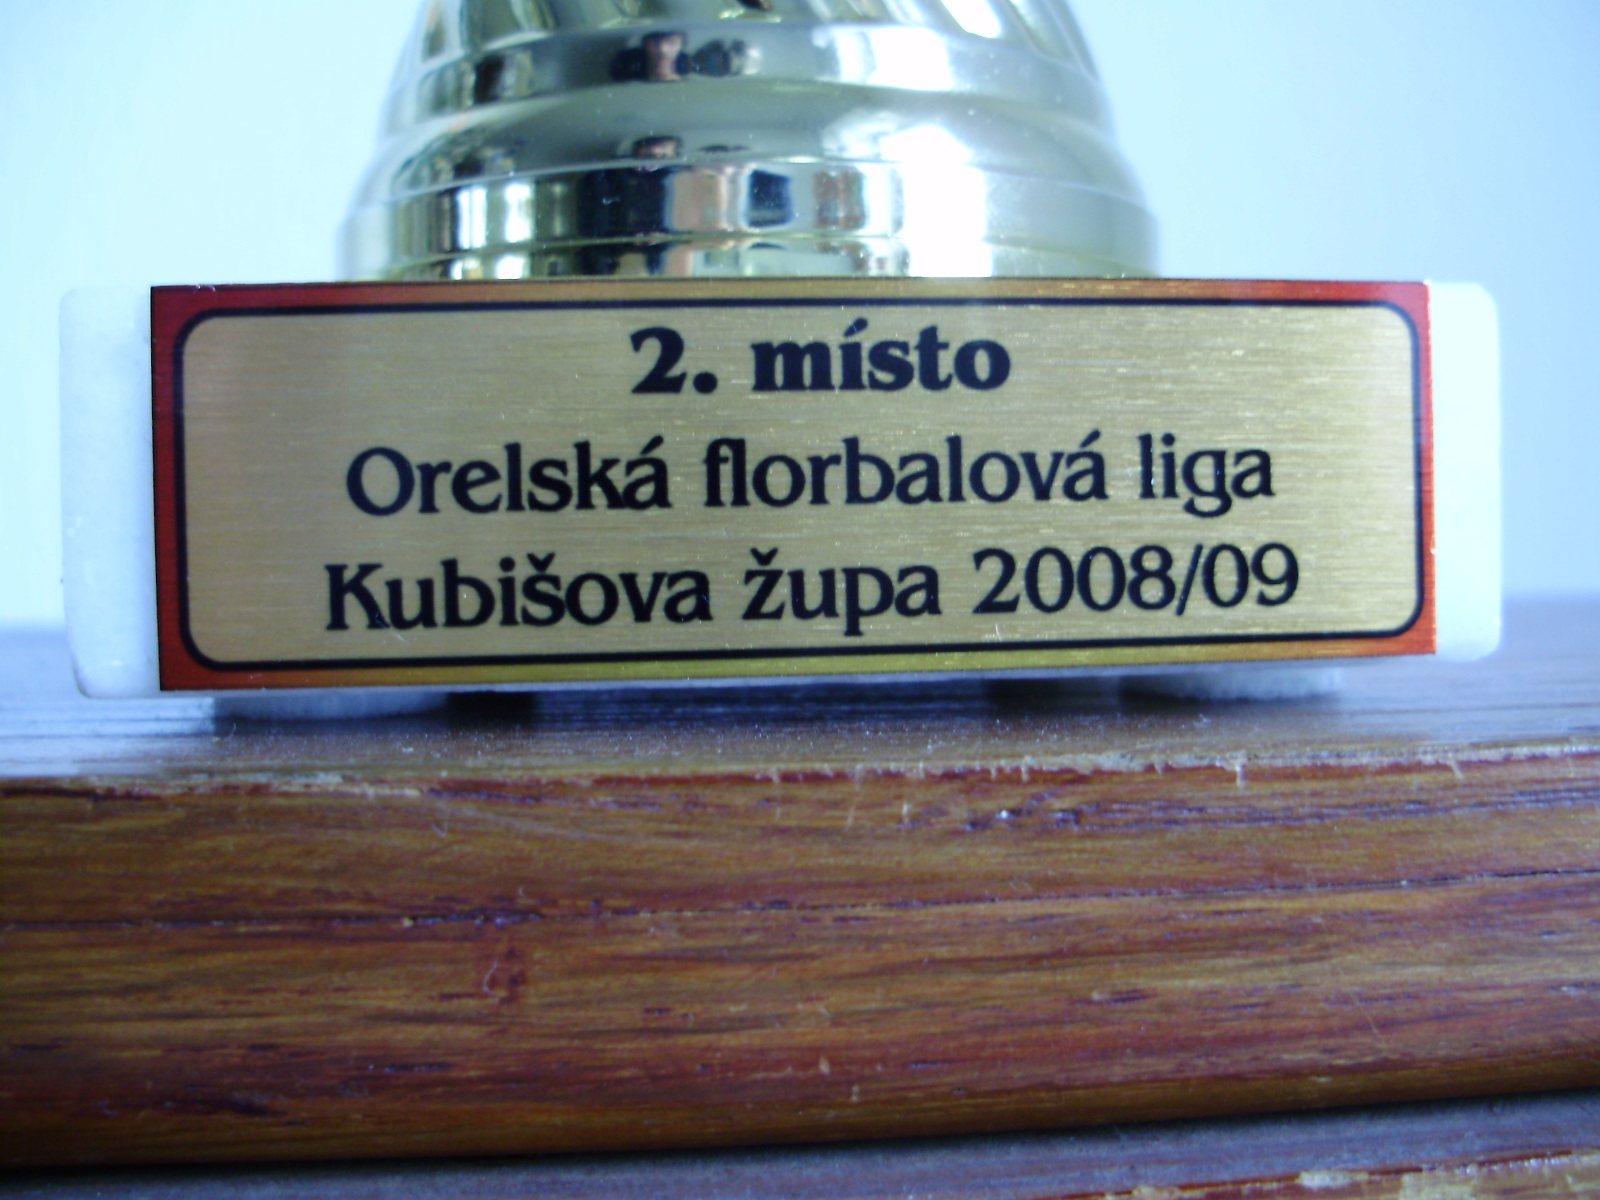 2. místo
Orelská florbalová liga
Kubišova župa 2008/09